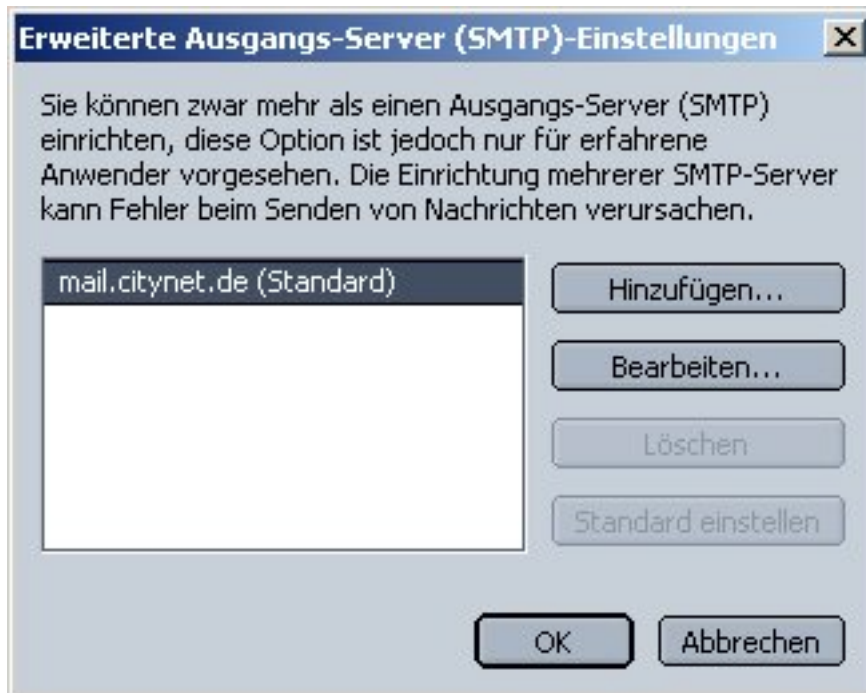 Erweiterte Ausgangs-Server (SMTP)-Einstellungen
Sie können zwar mehr als einen Ausgangs-Server (SMTP)
einrichten, diese Option ist jedoch nur für erfahrene
Anwender vorgesehen. Die Einrichtung mehrerer SMTP-Server
kann Fehler beim Senden von Nachrichten verursachen.
mail.citynet.de (Standard)
Hinzufügen...
Bearbeiten...
Löschen
Standard einstellen
OK
Abbrechen